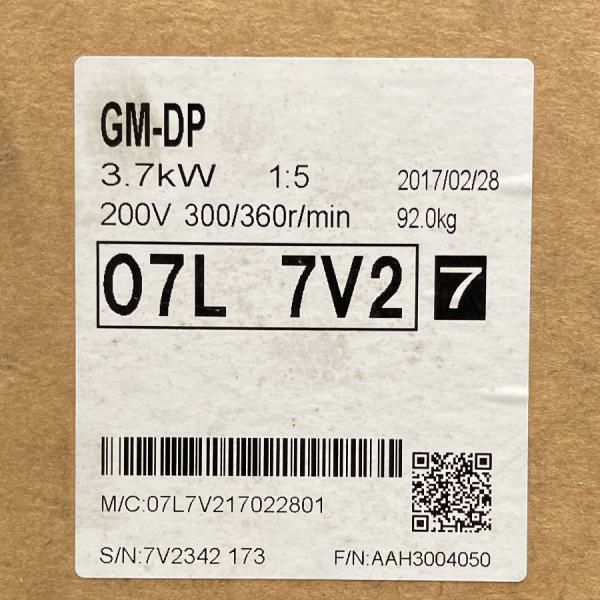 GM-DP
3.7kW 1:5 2017/02/28
200V 300/360r/min 92.0kg
07L 7V2 7
M/C:07L7V217022801
S/N:7V2342 173 F/N:AAH3004050